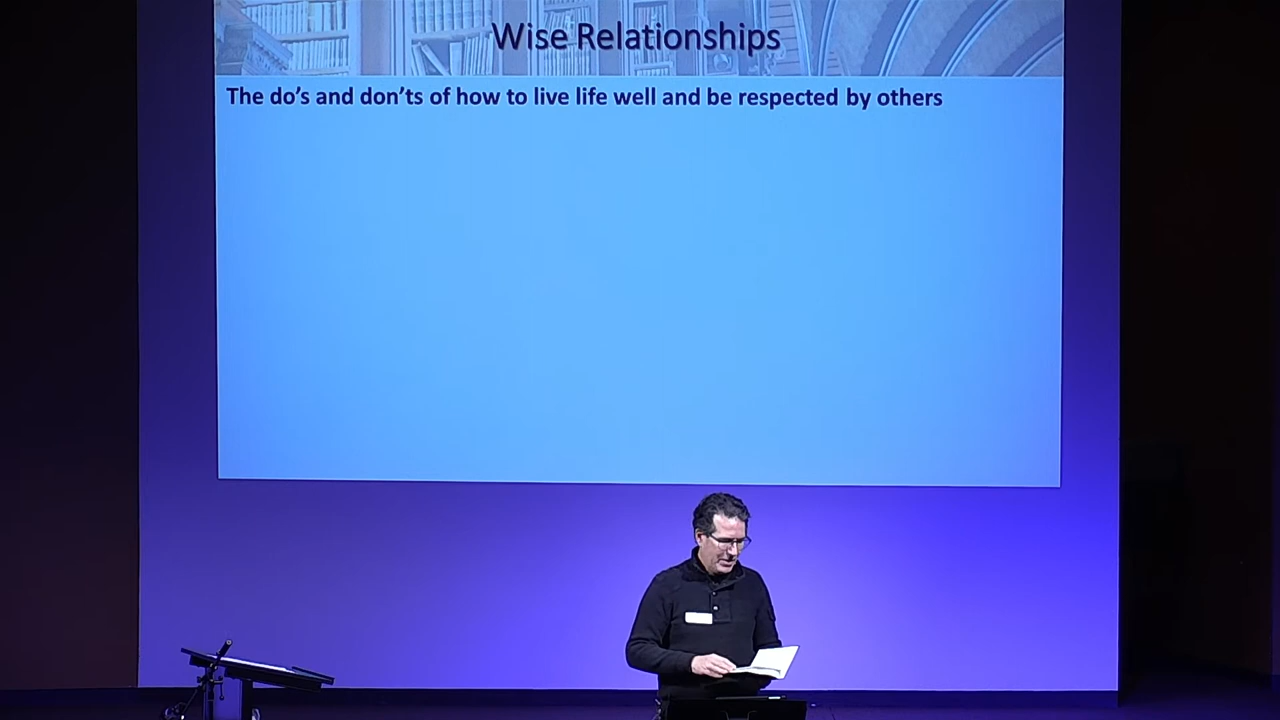 Wise Relationships
The do's and don'ts of how to live life well and be respected by others